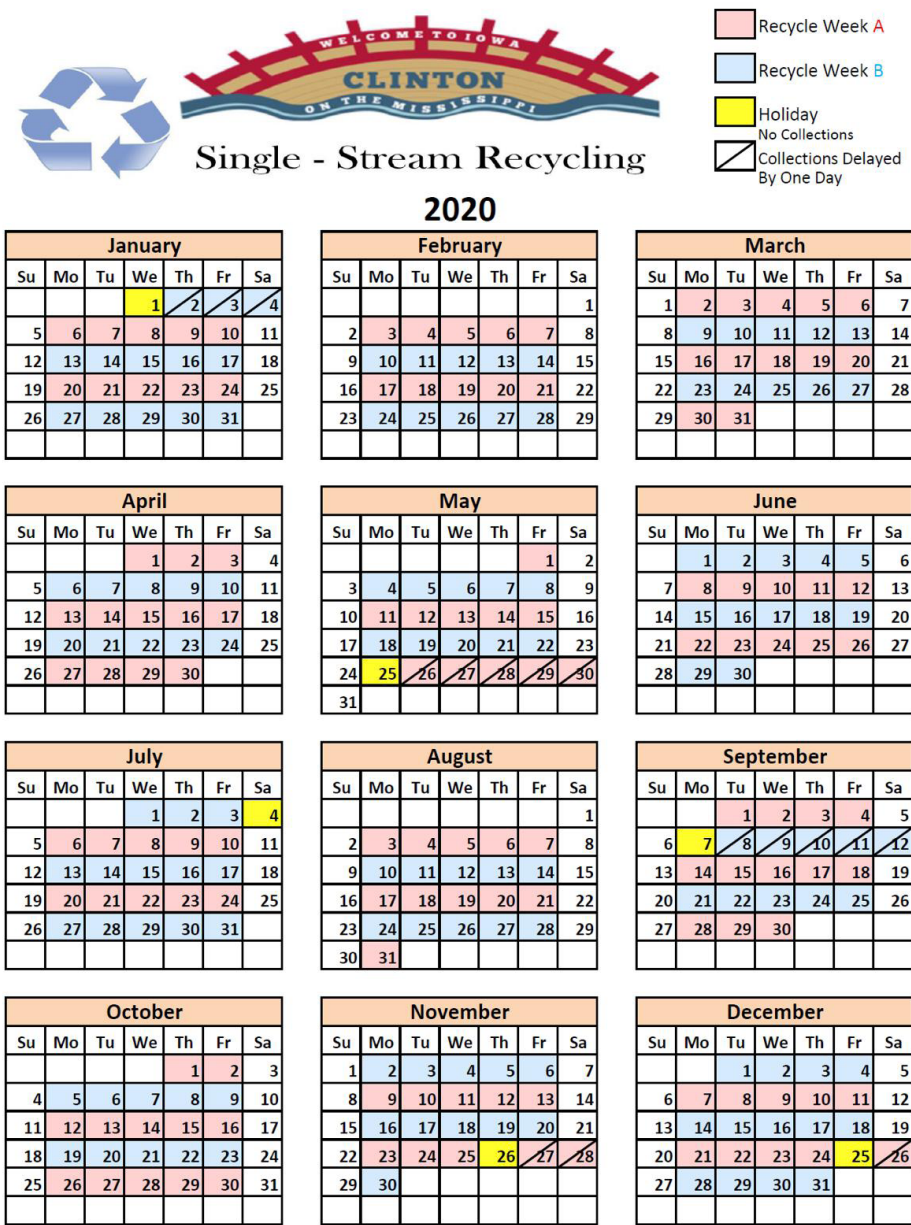 WELCOME TO IOWA
CLINTON
ON THE MISSISSIPPI
Single - Stream Recycling
Recycle Week A
Recycle Week B
Holiday
No Collections
Collections Delayed
By One Day
2020
January
Su Mo Tu We Th Fr Sa
1 2 3 4
5 6 7 8 9 10 11
12 13 14 15 16 17 18
19 20 21 22 23 24 25
26 27 28 29 30 31
February
Su Mo Tu We Th Fr Sa
1
2 3 4 5 6 7 8
9 10 11 12 13 14 15
16 17 18 19 20 21 22
23 24 25 26 27 28 29
March
Su Mo Tu We Th Fr Sa
1 2 3 4 5 6 7
8 9 10 11 12 13 14
15 16 17 18 19 20 21
22 23 24 25 26 27 28
29 30 31
April
Su Mo Tu We Th Fr Sa
1 2 3 4
5 6 7 8 9 10 11
12 13 14 15 16 17 18
19 20 21 22 23 24 25
26 27 28 29 30
May
Su Mo Tu We Th Fr Sa
1 2
3 4 5 6 7 8 9
10 11 12 13 14 15 16
17 18 19 20 21 22 23
24 25 26 27 28 29 30
31
June
Su Mo Tu We Th Fr Sa
1 2 3 4 5 6
7 8 9 10 11 12 13
14 15 16 17 18 19 20
21 22 23 24 25 26 27
28 29 30
July
Su Mo Tu We Th Fr Sa
1 2 3 4
5 6 7 8 9 10 11
12 13 14 15 16 17 18
19 20 21 22 23 24 25
26 27 28 29 30 31
August
Su Mo Tu We Th Fr Sa
1
2 3 4 5 6 7 8
9 10 11 12 13 14 15
16 17 18 19 20 21 22
23 24 25 26 27 28 29
30 31
September
Su Mo Tu We Th Fr Sa
1 2 3 4 5
6 7 8 9 10 11 12
13 14 15 16 17 18 19
20 21 22 23 24 25 26
27 28 29 30
October
Su Mo Tu We Th Fr Sa
1 2 3
4 5 6 7 8 9 10
11 12 13 14 15 16 17
18 19 20 21 22 23 24
25 26 27 28 29 30 31
November
Su Mo Tu We Th Fr Sa
1 2 3 4 5 6 7
8 9 10 11 12 13 14
15 16 17 18 19 20 21
22 23 24 25 26 27 28
29 30
December
Su Mo Tu We Th Fr Sa
1 2 3 4 5
6 7 8 9 10 11 12
13 14 15 16 17 18 19
20 21 22 23 24 25 26
27 28 29 30 31